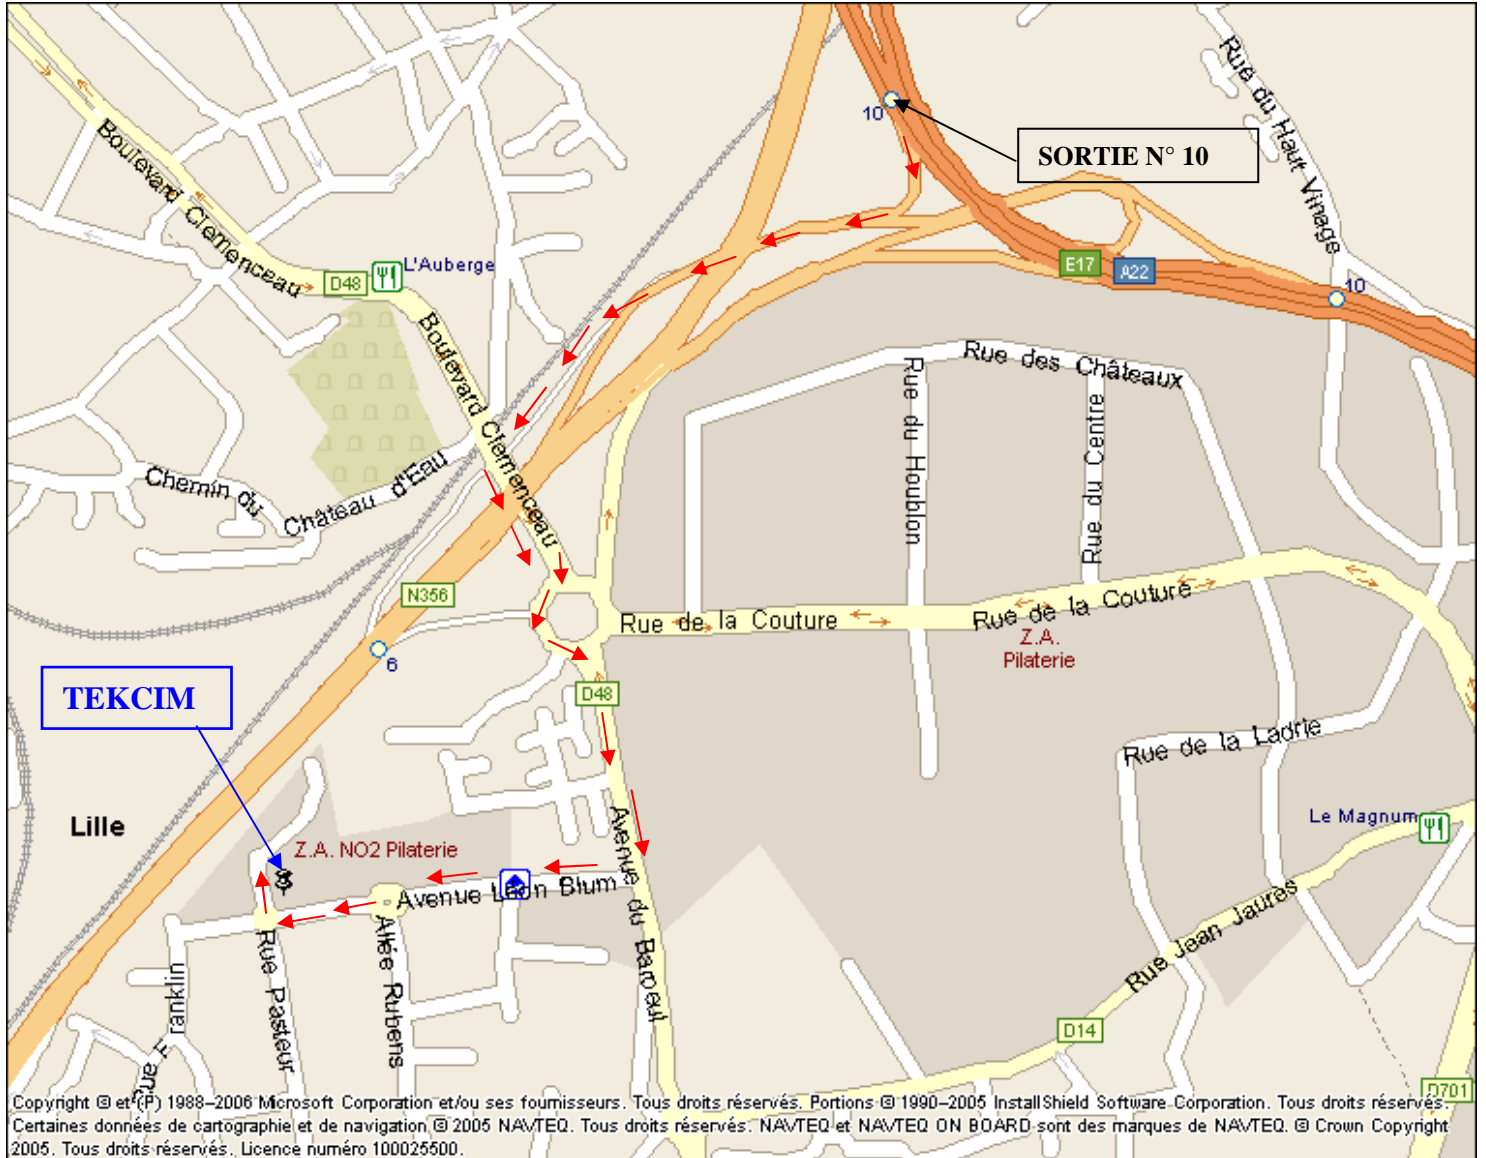 Rue du Haut Vinage
10
SORTIE N° 10
Boulevard Clemenceau
L'Auberge
D48
E17
A22
10
Boulevard Clemenceau
Rue des Châteaux
Rue du Houblon
Rue du Centre
Chemin du
Château d'Eau
N356
Rue de la Couture
Rue de la Couture
Z.A.
Pilaterie
6
TEKCIM
D48
Rue de la Ladrie
Lille
Le Magnum
Z.A. NO2 Pilaterie
Avenue Léon Blum
Avenue du Baroeul
Rue Jean Jaures
Allée Rubens
Rue Pasteur
ranklin
D14
D701
Copyright © et (P) 1988–2006 Microsoft Corporation et/ou ses fournisseurs. Tous droits réservés. Portions © 1990–2005 InstallShield Software Corporation. Tous droits réservés.
Certaines données de cartographie et de navigation © 2005 NAVTEQ. Tous droits réservés. NAVTEQ et NAVTEQ ON BOARD sont des marques de NAVTEQ. © Crown Copyright
2005. Tous droits réservés. Licence numéro 100025500.